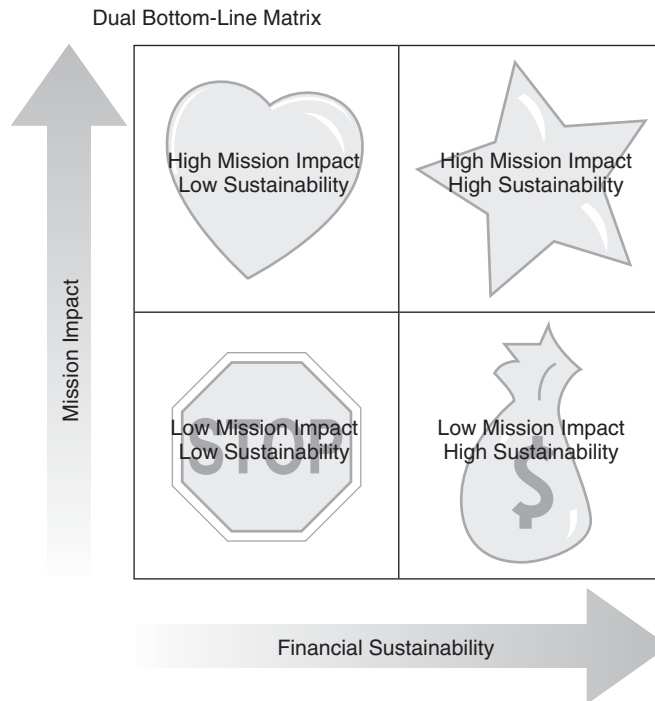 Dual Bottom-Line Matrix
Mission Impact
High Mission Impact
Low Sustainability
High Mission Impact
High Sustainability
STOP
Low Mission Impact
Low Sustainability
$
Low Mission Impact
High Sustainability
Financial Sustainability